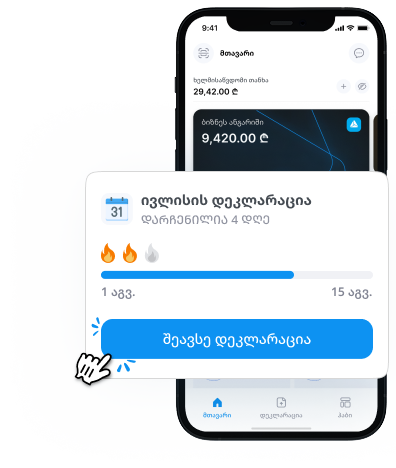 9:41
მთავარი
ხელმისაწვდომი თანხა
29,42.00 ₾
ბიზნეს ანგარიში
9,420.00 ₾
31
ივლისის დეკლარაცია
დარჩენილია 4 დღე
1 აგვ.
15 აგვ.
შეავსე დეკლარაცია
მთავარი
დეკლარაცია
ჰაბი